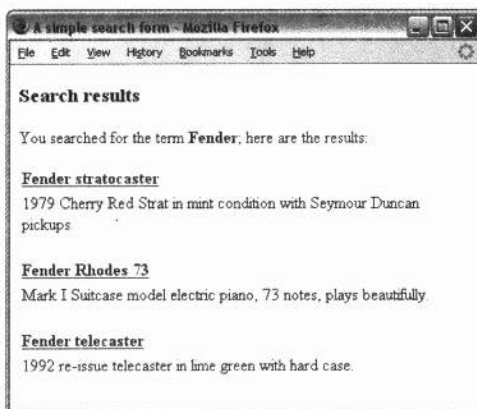 A simple search form - Mozilla Firefox
File Edit View History Bookmarks Tools Help
Search results
You searched for the term Fender; here are the results:
Fender stratocaster
1979 Cherry Red Strat in mint condition with Seymour Duncan
pickups.
Fender Rhodes 73
Mark I Suitcase model electric piano, 73 notes, plays beautifully.
Fender telecaster
1992 re-issue telecaster in lime green with hard case.